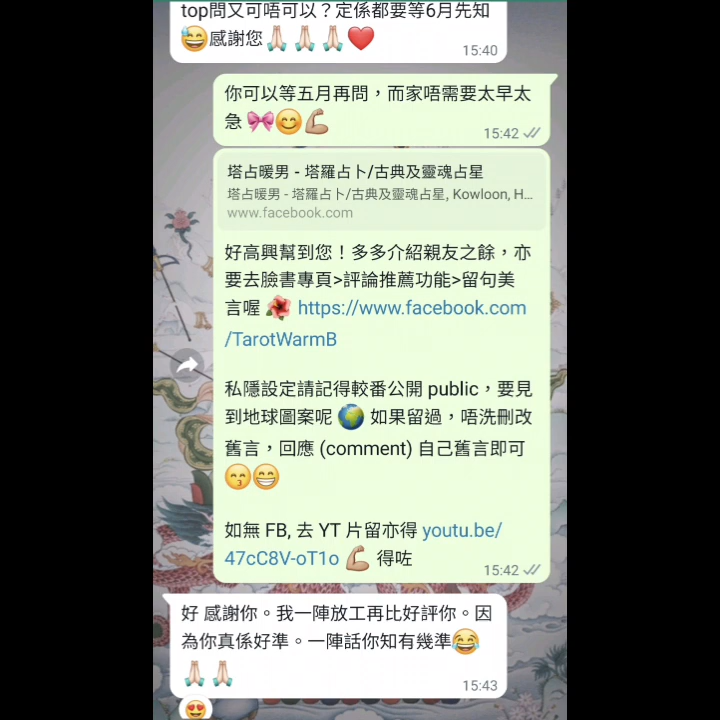 top問又可唔可以？定係都要等6月先知
😅感謝您🙏🏻🙏🏻🙏🏻❤️
15:40
你可以等五月再問，而家唔需要太早太
急 🎀😊💪🏽
15:42
塔占暖男 - 塔羅占卜/古典及靈魂占星
塔占暖男 - 塔羅占卜/古典及靈魂占星, Kowloon, H...
www.facebook.com
好高興幫到您！多多介紹親友之餘，亦
要去臉書專頁>評論推薦功能>留句美
言喔 🌺 https://www.facebook.com
/TarotWarmB
私隱設定請記得較番公開 public，要見
到地球圖案呢 🌍 如果留過，唔洗刪改
舊言，回應 (comment) 自己舊言即可
😙😁
如無 FB, 去 YT 片留亦得 youtu.be/
47cC8V-oT1o 💪🏽 得咗
15:42
好 感謝你。我一陣放工再比好評你。因
為你真係好準。一陣話你知有幾準😂
🙏🏻🙏🏻
15:43
😍